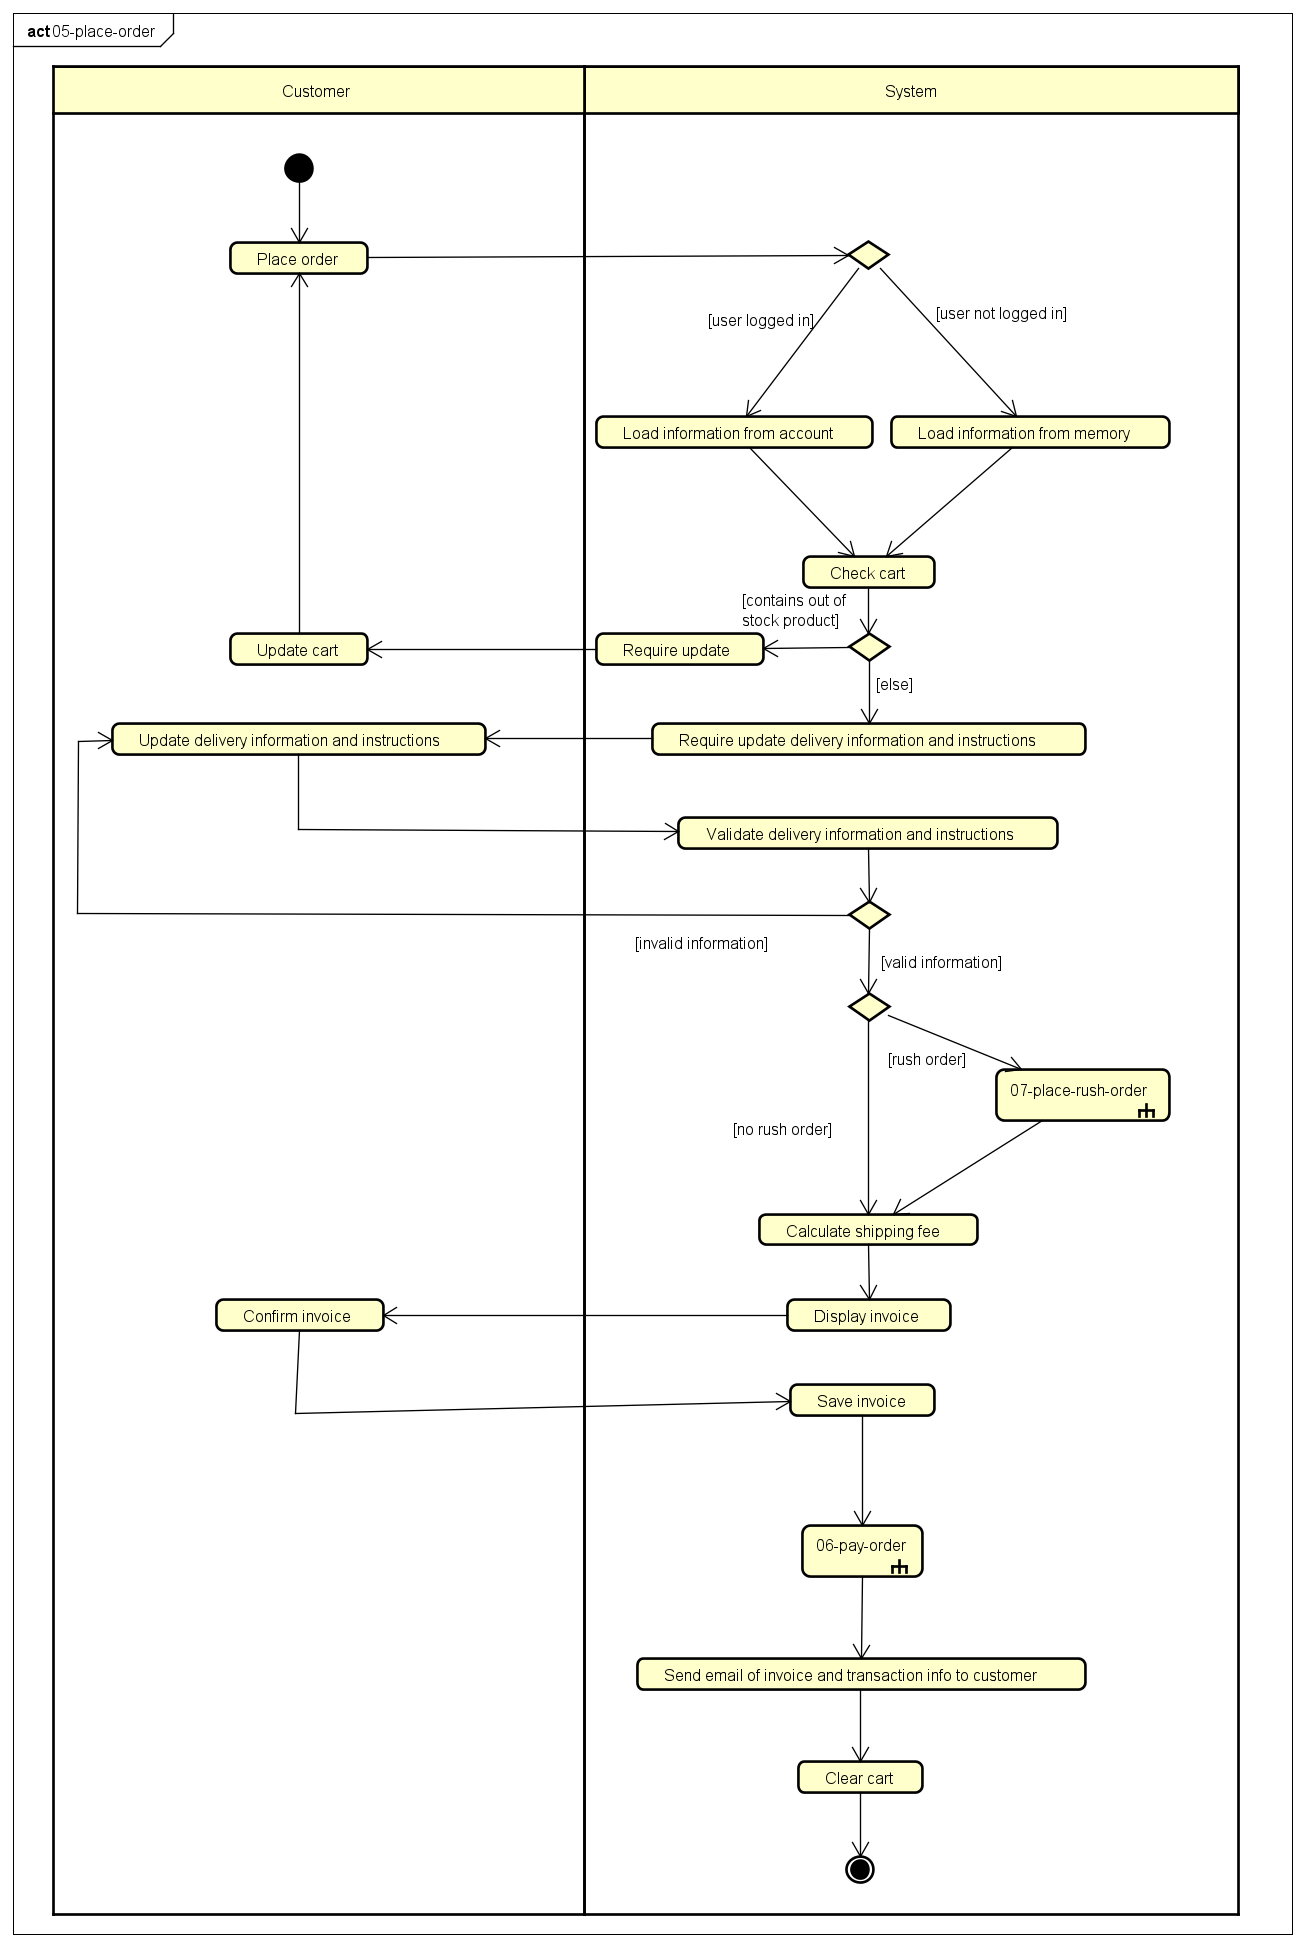 act 05-place-order
Customer
System
Place order
[user logged in]
[user not logged in]
Load information from account
Load information from memory
Check cart
[contains out of
stock product]
Update cart
Require update
[else]
Update delivery information and instructions
Require update delivery information and instructions
Validate delivery information and instructions
[invalid information]
[valid information]
[rush order]
07-place-rush-order
[no rush order]
Calculate shipping fee
Confirm invoice
Display invoice
Save invoice
06-pay-order
Send email of invoice and transaction info to customer
Clear cart